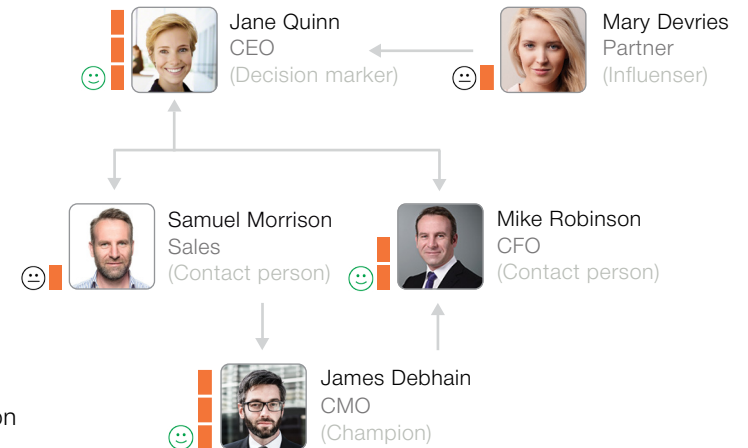 Jane Quinn
CEO
(Decision marker)
Mary Devries
Partner
(Influenser)
Samuel Morrison
Sales
(Contact person)
Mike Robinson
CFO
(Contact person)
James Debhain
CMO
(Champion)
on